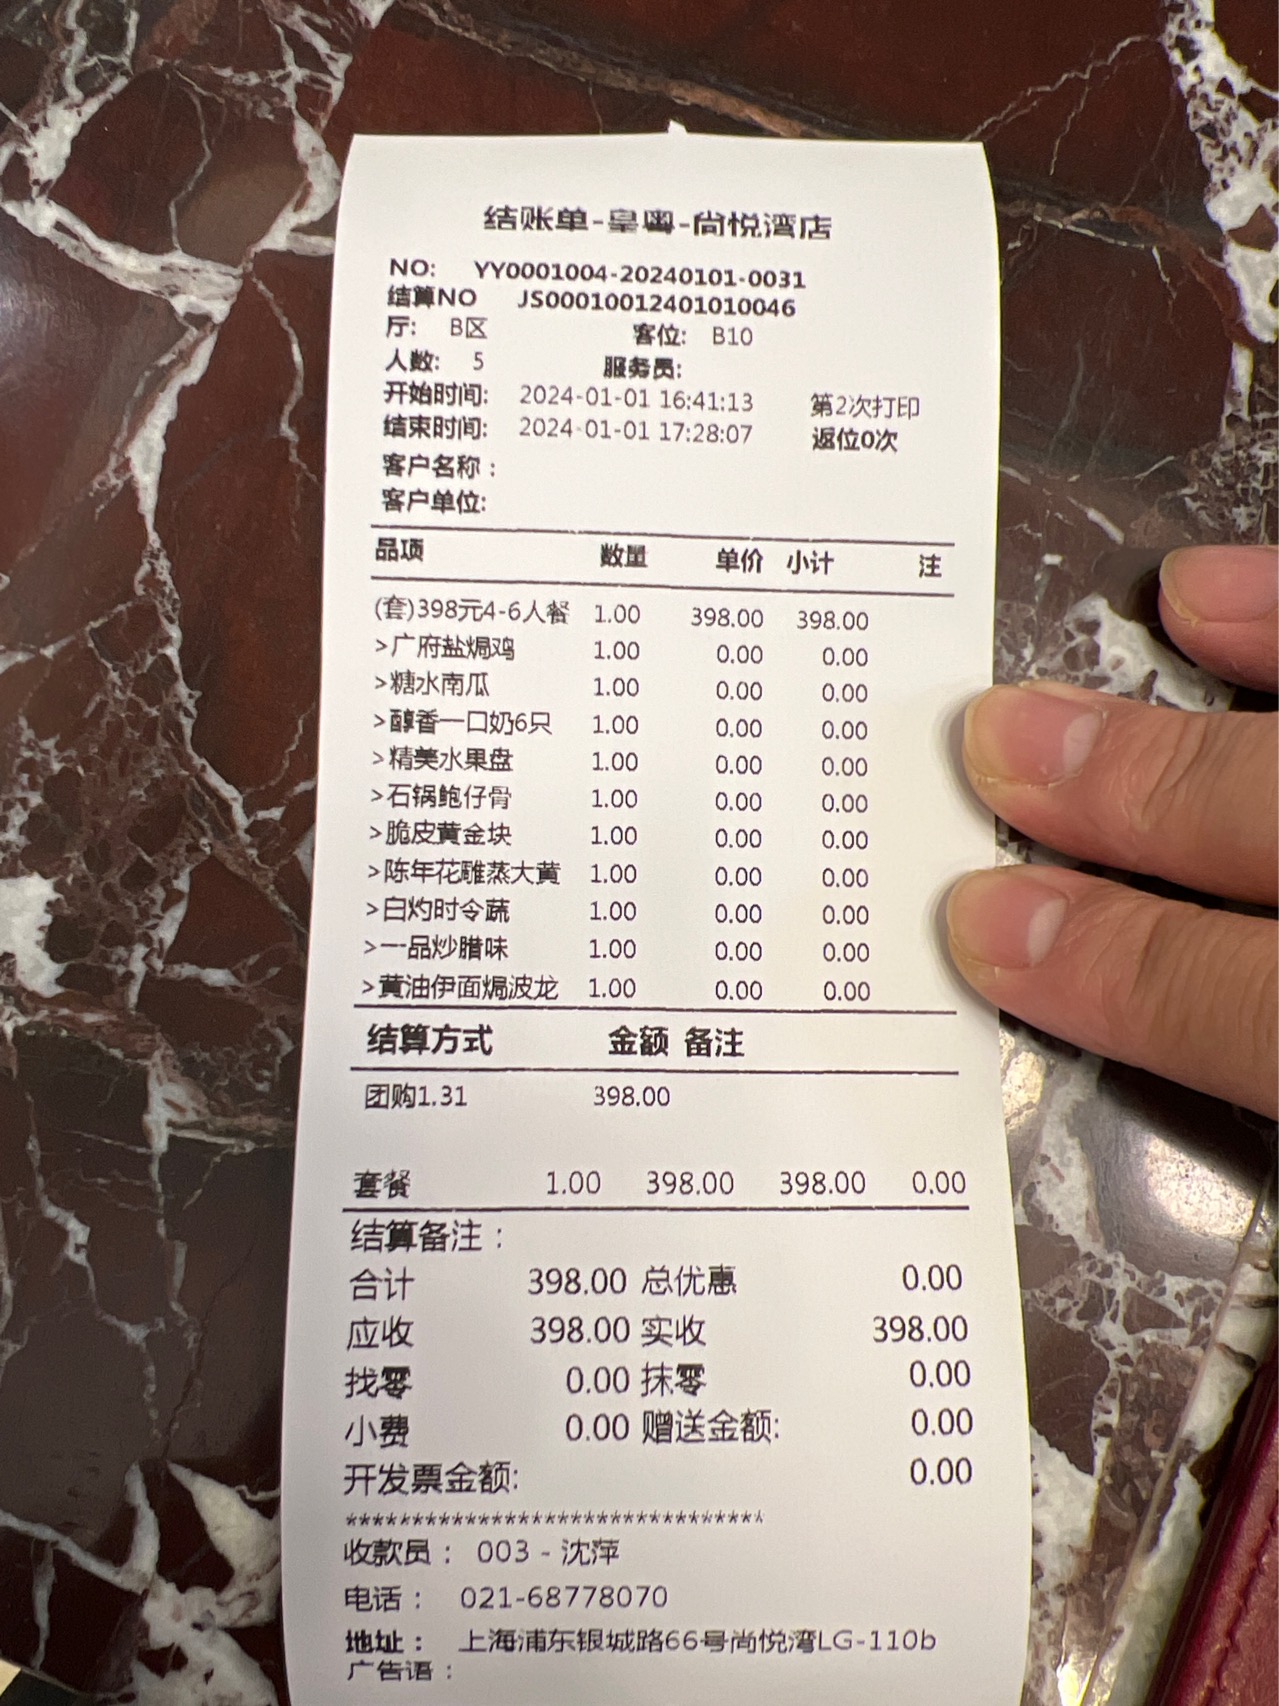 结账单-皇粤-尚悦湾店
NO: YY0001004-20240101-0031
结算NO JS00010012401010046
厅: B区 客位: B10
人数: 5 服务员:
开始时间: 2024-01-01 16:41:13 第2次打印
结束时间: 2024-01-01 17:28:07 返位0次
客户名称：
客户单位:
品项 数量 单价 小计 注
(套)398元4-6人餐 1.00 398.00 398.00
>广府盐焗鸡 1.00 0.00 0.00
>糖水南瓜 1.00 0.00 0.00
>醇香一口奶6只 1.00 0.00 0.00
>精美水果盘 1.00 0.00 0.00
>石锅鲍仔骨 1.00 0.00 0.00
>脆皮黄金块 1.00 0.00 0.00
>陈年花雕蒸大黄 1.00 0.00 0.00
>白灼时令蔬 1.00 0.00 0.00
>一品炒腊味 1.00 0.00 0.00
>黄油伊面焗波龙 1.00 0.00 0.00
结算方式 金额 备注
团购1.31 398.00
套餐 1.00 398.00 398.00 0.00
结算备注：
合计 398.00 总优惠 0.00
应收 398.00 实收 398.00
找零 0.00 抹零 0.00
小费 0.00 赠送金额: 0.00
开发票金额: 0.00
********************************
收款员： 003 - 沈萍
电话： 021-68778070
地址： 上海浦东银城路66号尚悦湾LG-110b
广告语：